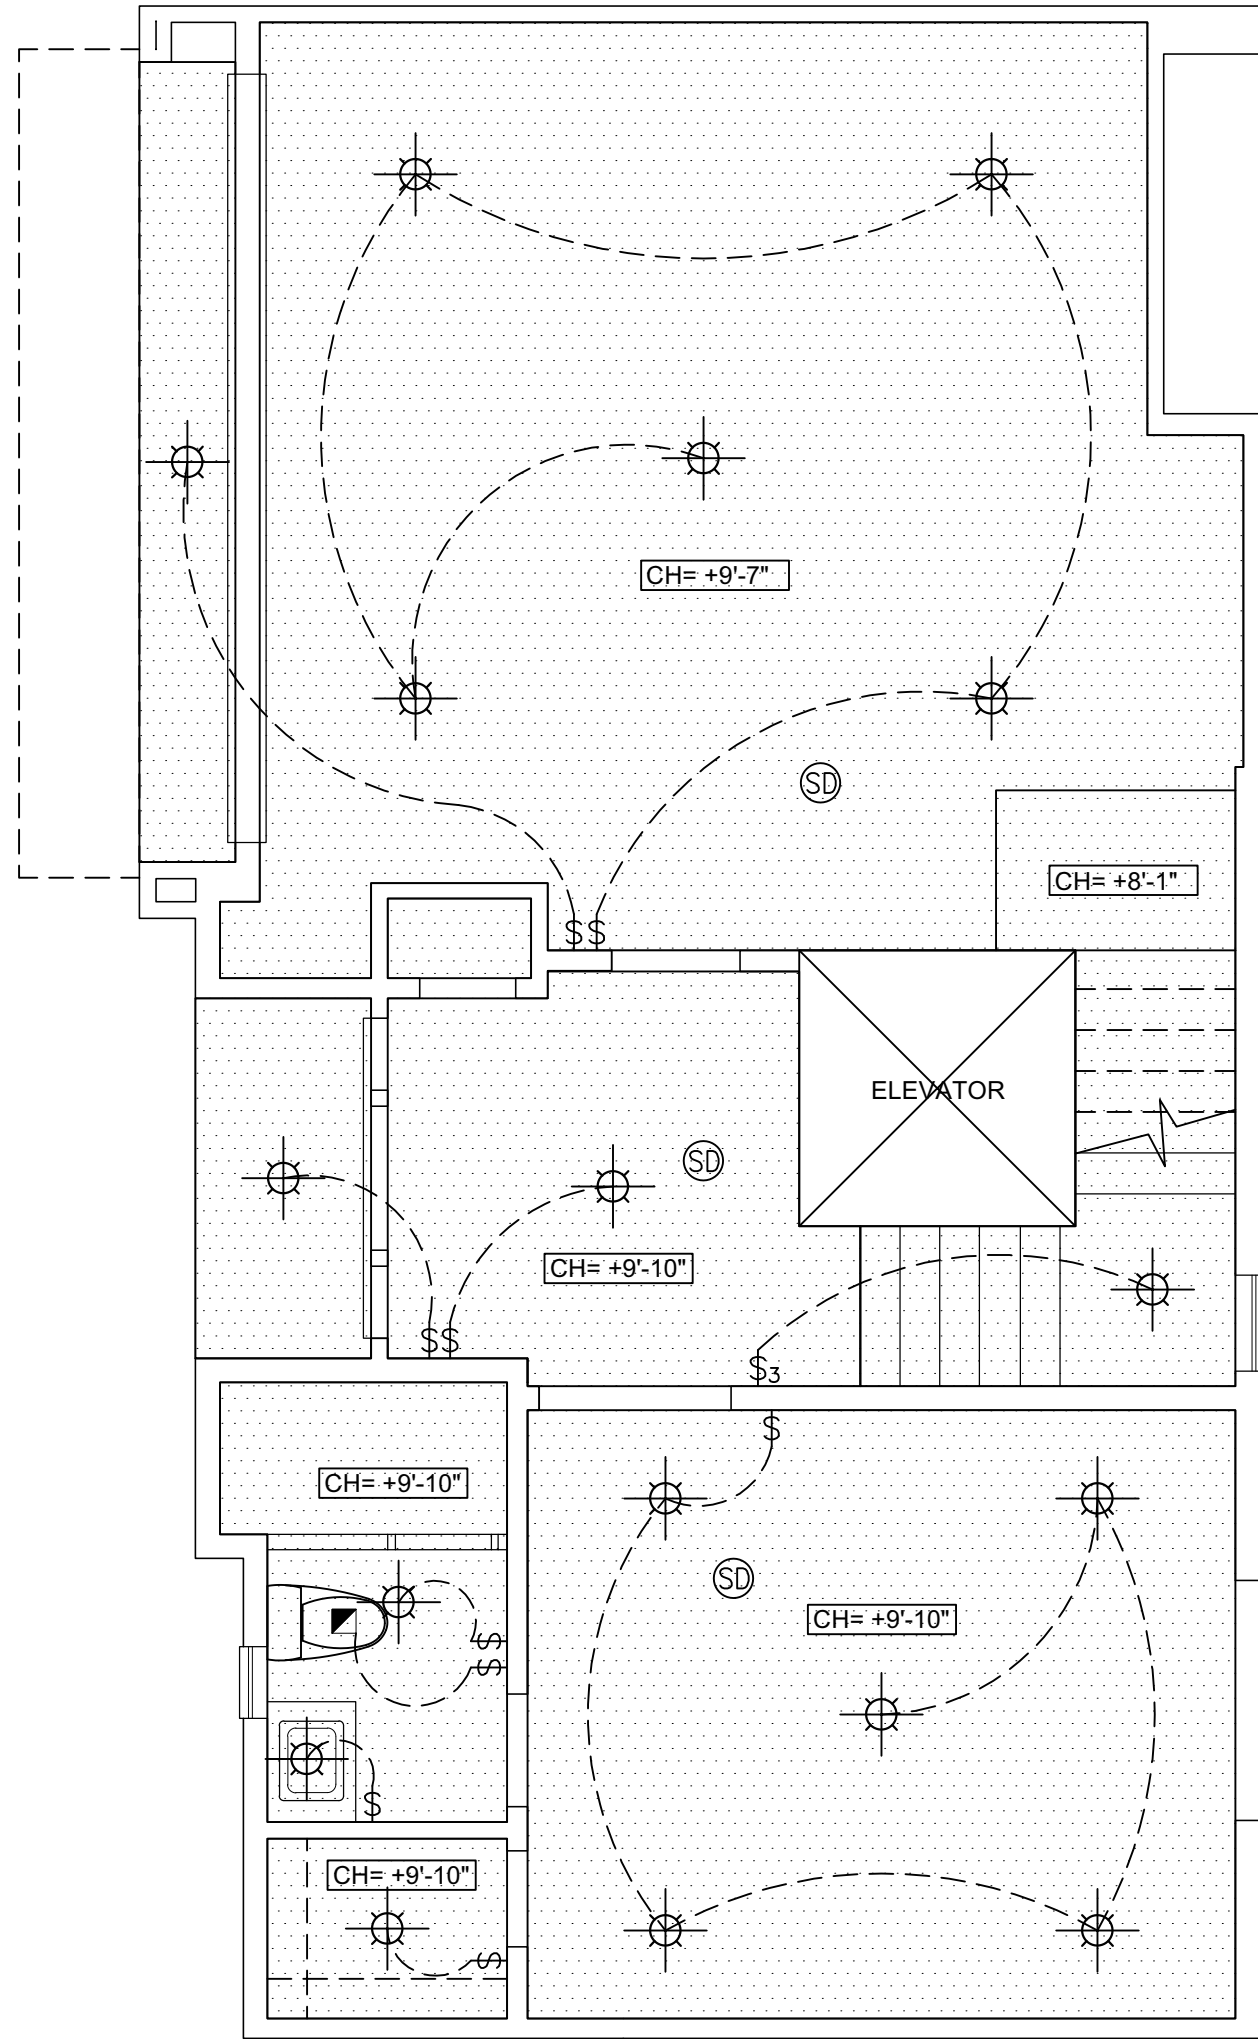 CH= +9'-7"
SD
CH= +8'-1"
$$
ELEVATOR
SD
CH= +9'-10"
$$
$3
$
CH= +9'-10"
SD
CH= +9'-10"
$
$
$
CH= +9'-10"
$